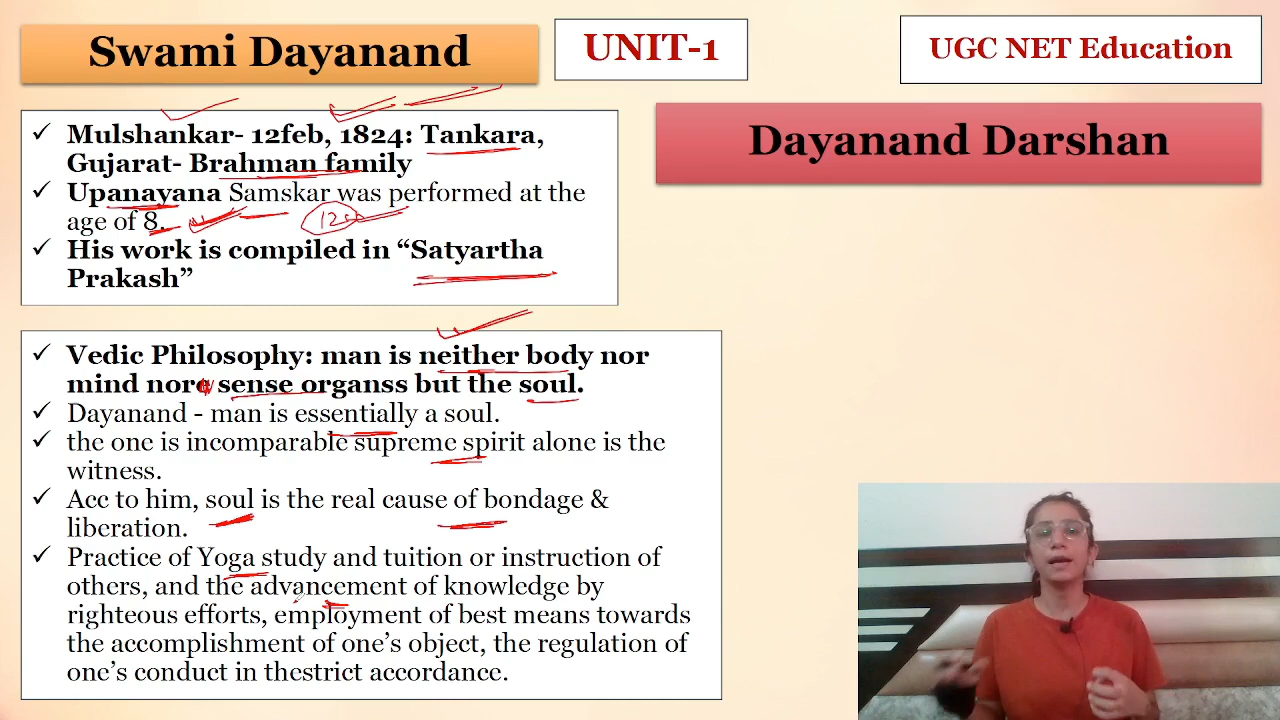 Swami Dayanand
UNIT-1
UGC NET Education
Dayanand Darshan
✓ Mulshankar- 12feb, 1824: Tankara,
Gujarat- Brahman family
✓ Upanayana Samskar was performed at the
age of 8.
✓ His work is compiled in “Satyartha
Prakash”
✓ Vedic Philosophy: man is neither body nor
mind nor sense organss but the soul.
✓ Dayanand - man is essentially a soul.
✓ the one is incomparable supreme spirit alone is the
witness.
✓ Acc to him, soul is the real cause of bondage &
liberation.
✓ Practice of Yoga study and tuition or instruction of
others, and the advancement of knowledge by
righteous efforts, employment of best means towards
the accomplishment of one’s object, the regulation of
one’s conduct in thestrict accordance.